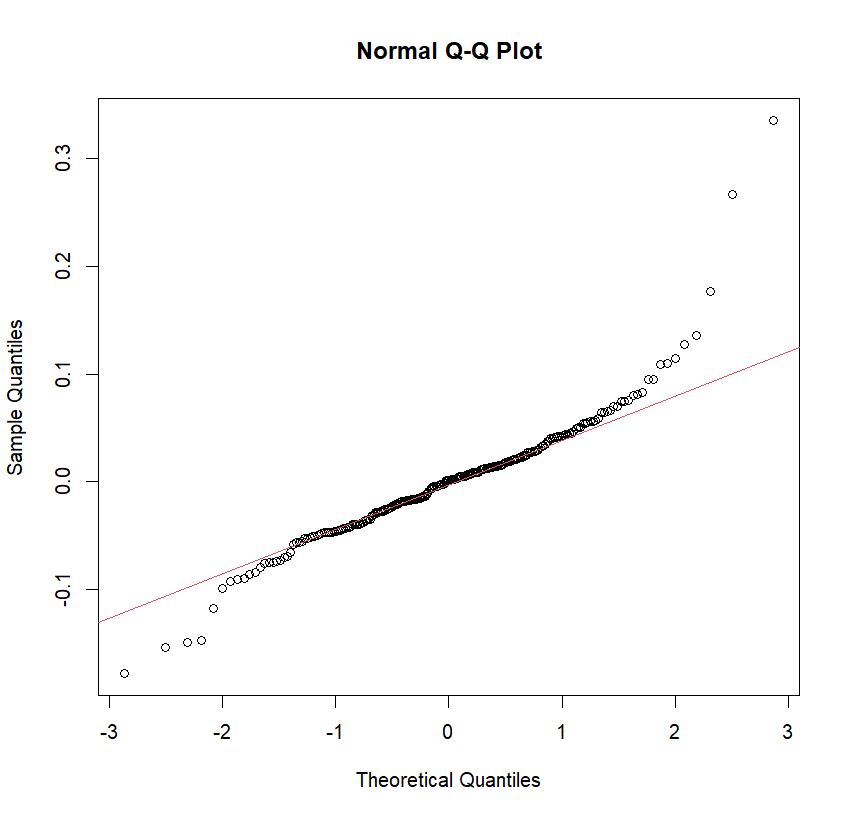 Normal Q-Q Plot
Sample Quantiles
0.3
0.2
0.1
0.0
-0.1
-3 -2 -1 0 1 2 3
Theoretical Quantiles